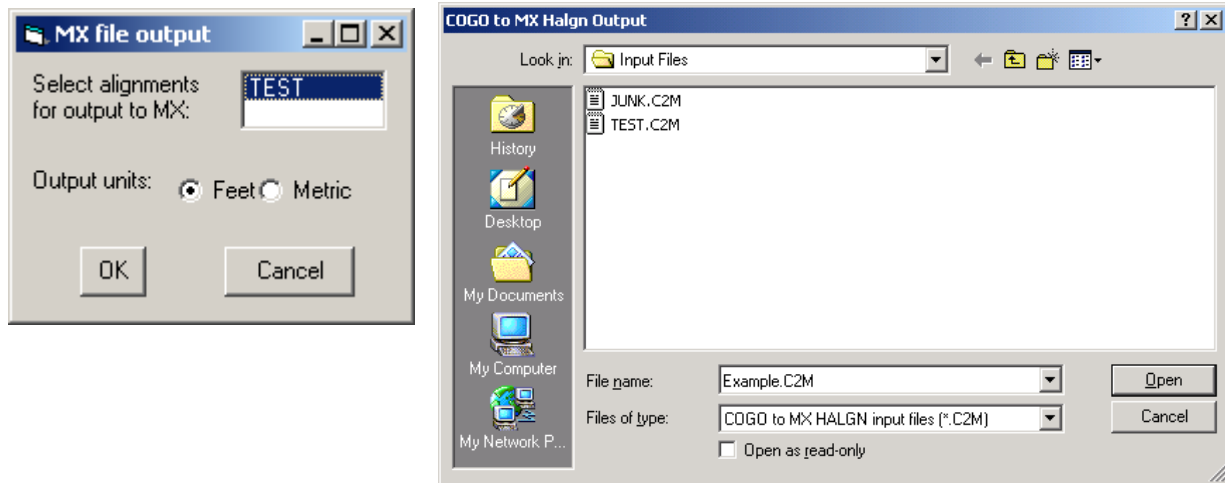 MX file output
Select alignments
for output to MX:
TEST
Output units:
Feet
Metric
OK
Cancel
COGO to MX Halgn Output
Look in:
Input Files
History
Desktop
My Documents
My Computer
My Network P...
JUNK.C2M
TEST.C2M
File name:
Example.C2M
Open
Files of type:
COGO to MX HALGN input files (*.C2M)
Cancel
Open as read-only